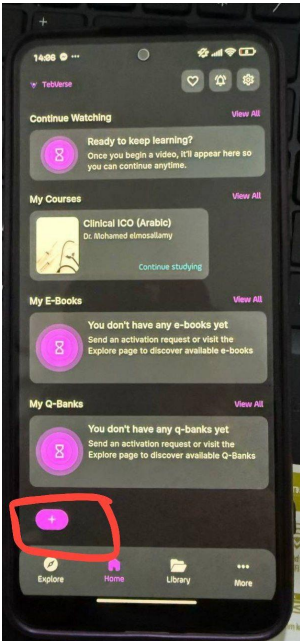 14:06
TebVerse
Continue Watching
View All
Ready to keep learning?
Once you begin a video, it'll appear here so
you can continue anytime.
My Courses
View All
Clinical ICO (Arabic)
Dr. Mohamed elmosallamy
Continue studying
My E-Books
View All
You don't have any e-books yet
Send an activation request or visit the
Explore page to discover available e-books
My Q-Banks
View All
You don't have any q-banks yet
Send an activation request or visit the
Explore page to discover available Q-Banks
+
Explore
Home
Library
More